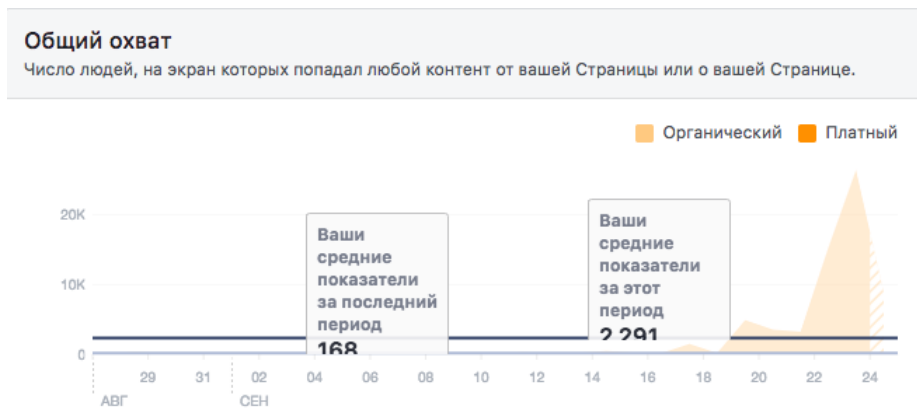 Общий охват
Число людей, на экран которых попадал любой контент от вашей Страницы или о вашей Странице.
Органический Платный
20K
10K
0
Ваши
средние
показатели
за последний
период
168
Ваши
средние
показатели
за этот
период
2 291
29 31 02 04 06 08 10 12 14 16 18 20 22 24
АВГ СЕН